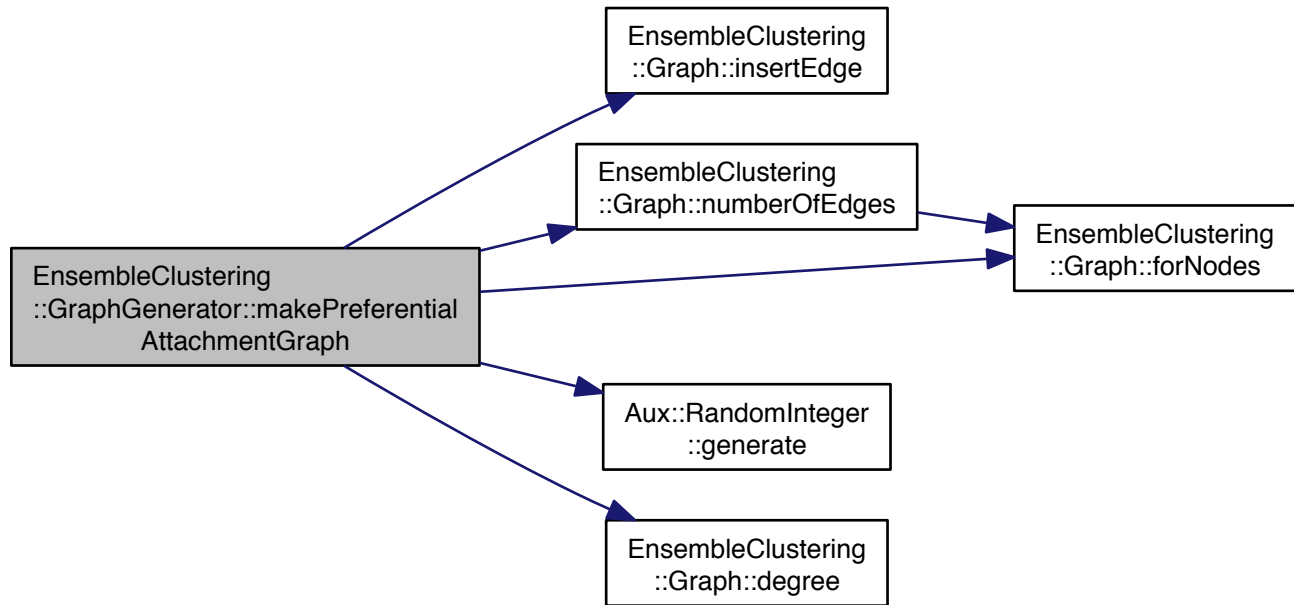 EnsembleClustering
::Graph::insertEdge
EnsembleClustering
::Graph::numberOfEdges
EnsembleClustering
::Graph::forNodes
EnsembleClustering
::GraphGenerator::makePreferential
AttachmentGraph
Aux::RandomInteger
::generate
EnsembleClustering
::Graph::degree